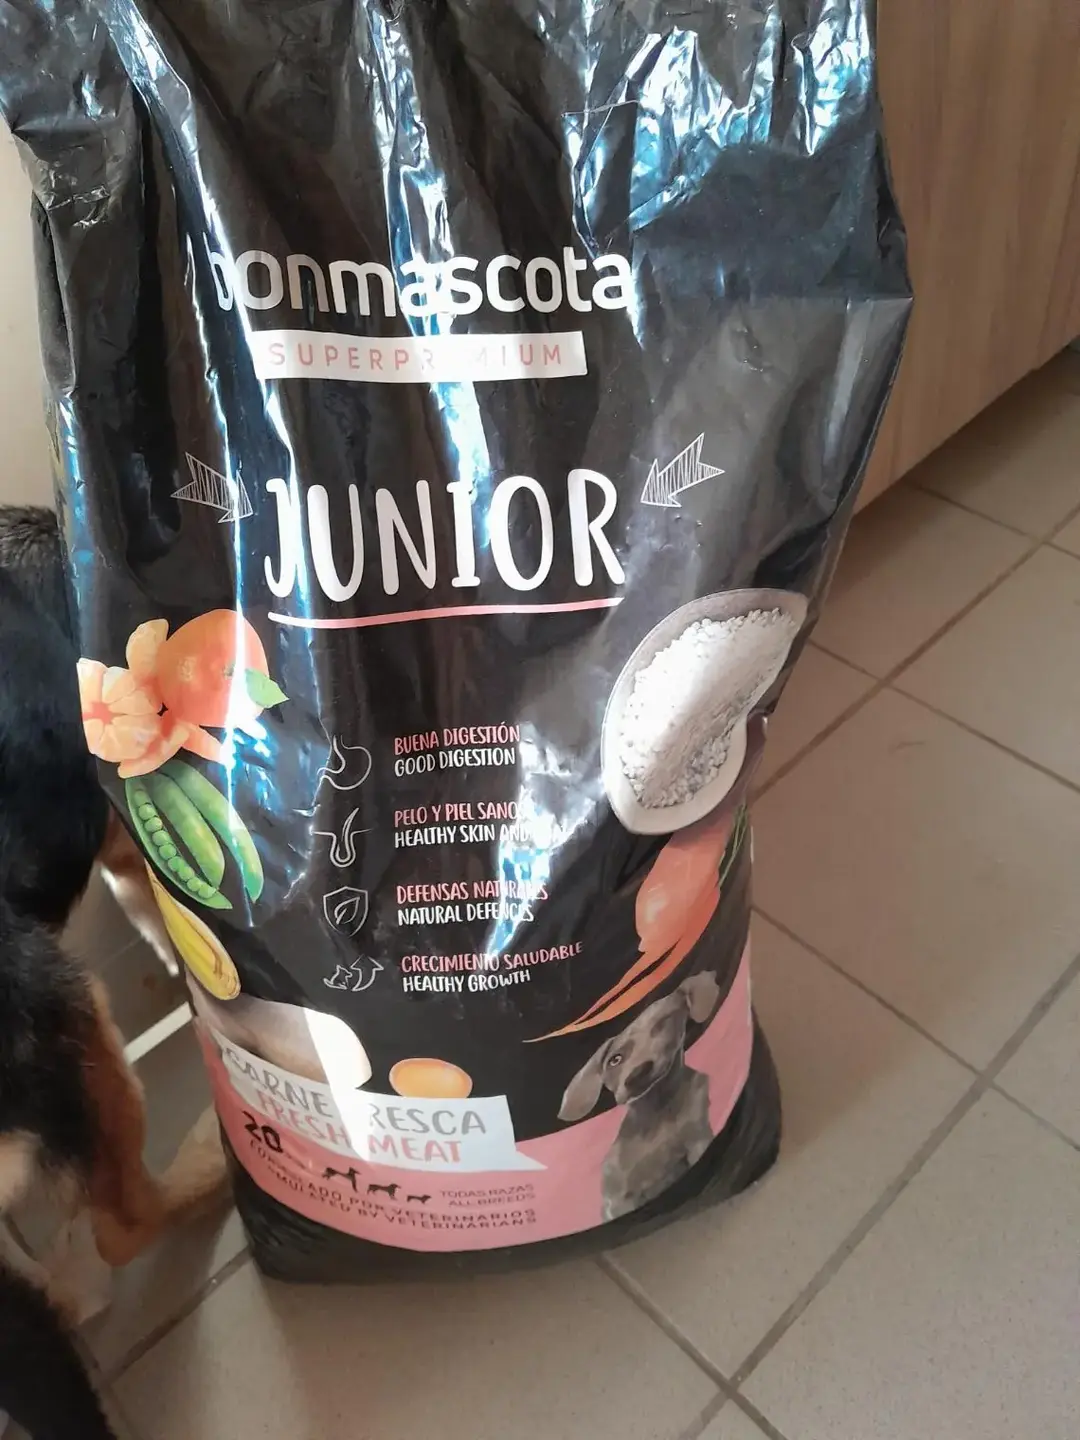 bonmascota
SUPERPREMIUM
JUNIOR
BUENA DIGESTIÓN
GOOD DIGESTION
PELO Y PIEL SANOS
HEALTHY SKIN AND
DEFENSAS NATURALES
NATURAL DEFENCES
CRECIMIENTO SALUDABLE
HEALTHY GROWTH
CARNE FRESCA
FRESH MEAT
20
TODAS RAZAS
ALL BREEDS
FORMULADO POR VETERINARIOS
FORMULATED BY VETERINARIANS